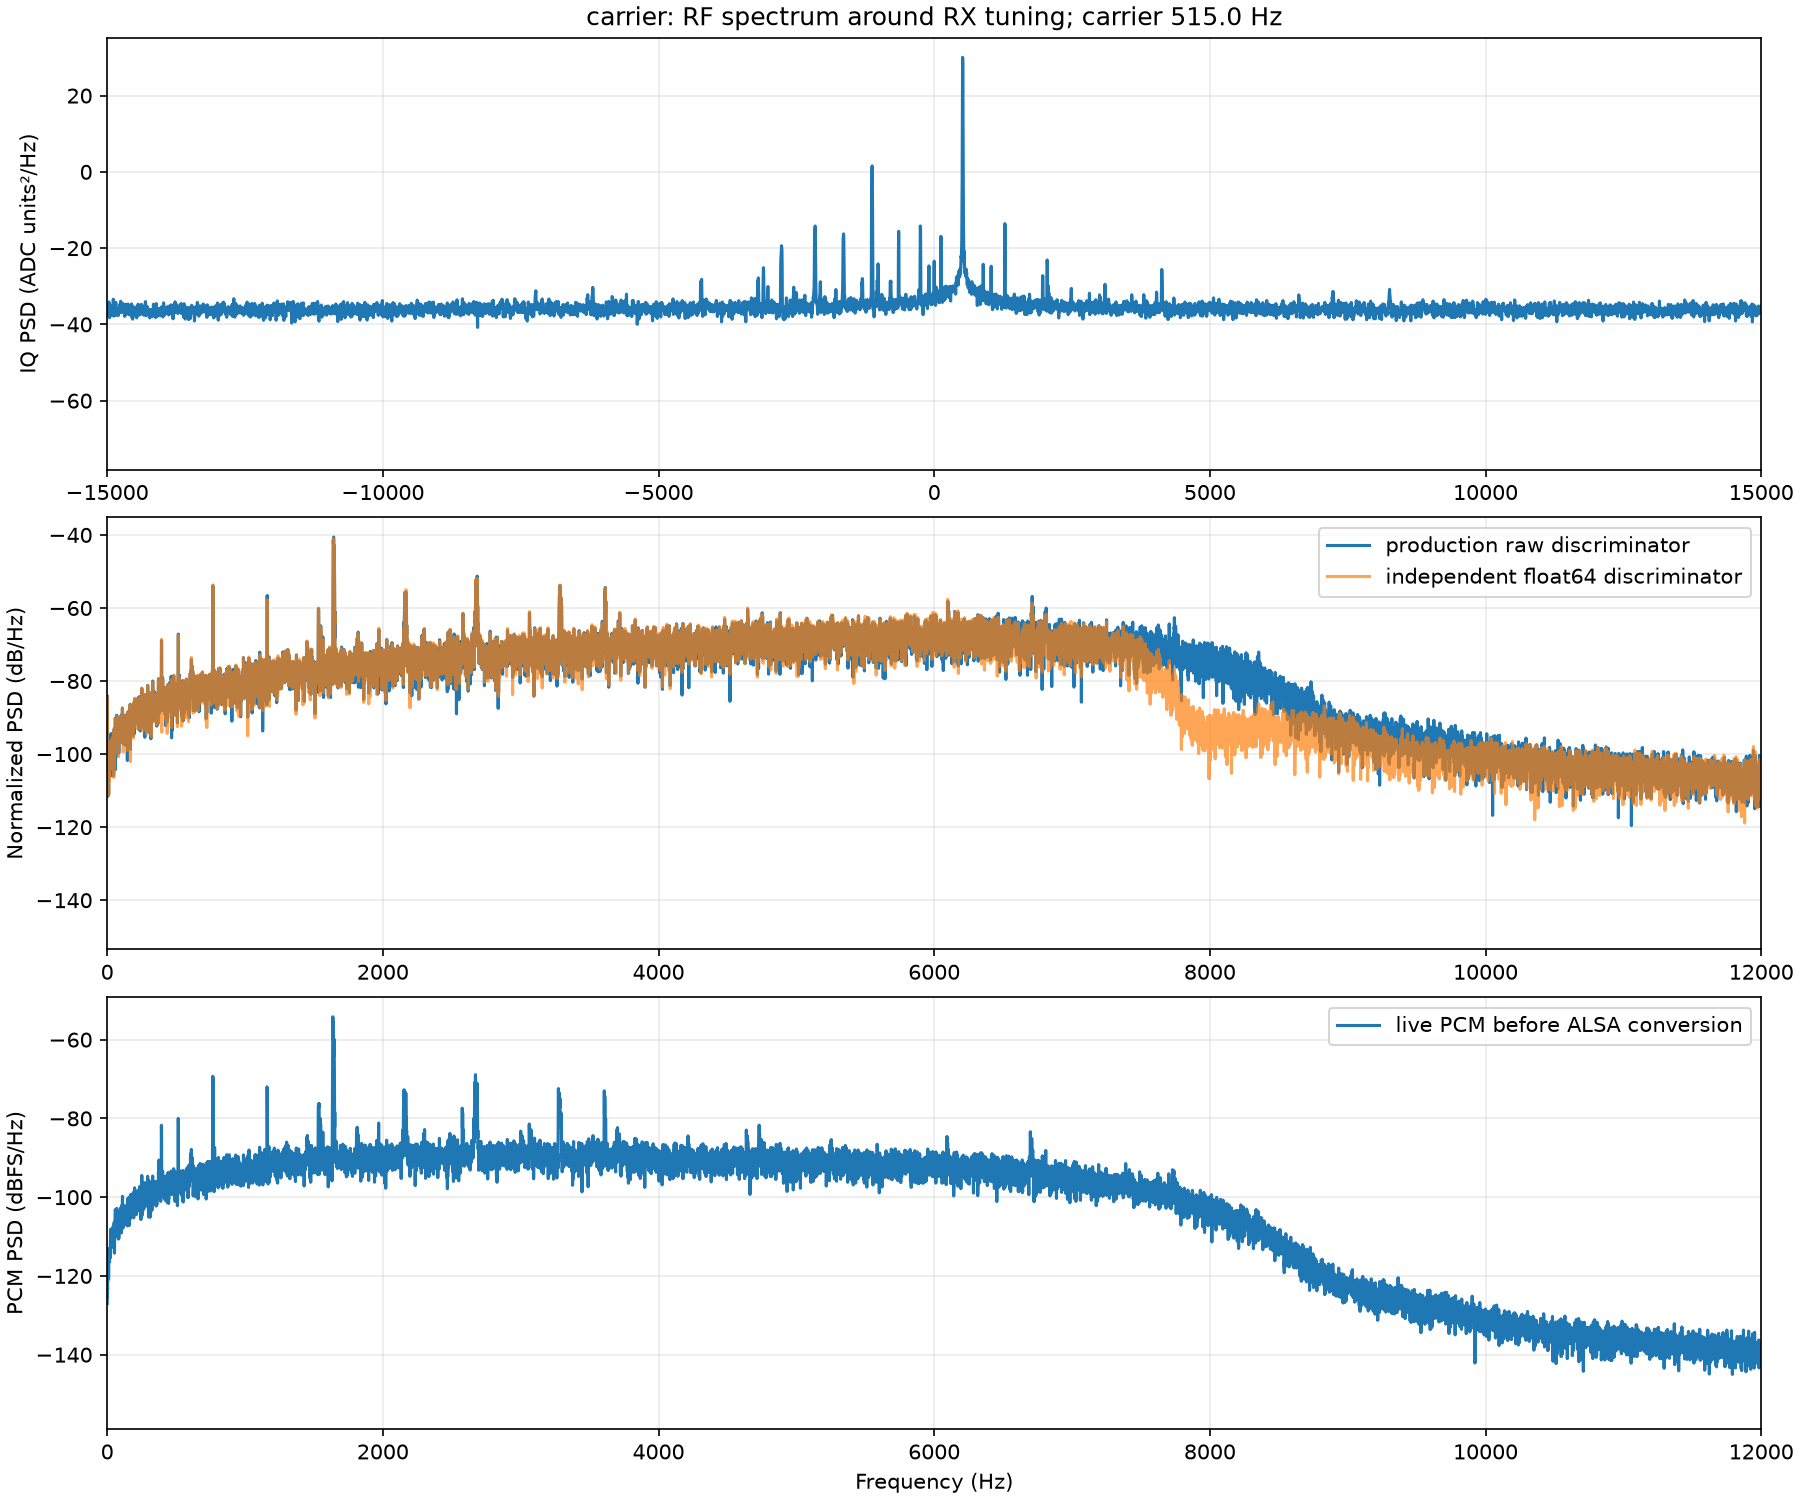 carrier: RF spectrum around RX tuning; carrier 515.0 Hz
IQ PSD (ADC units²/Hz)
20
0
−20
−40
−60
−15000 −10000 −5000 0 5000 10000 15000
Normalized PSD (dB/Hz)
−40
−60
−80
−100
−120
−140
production raw discriminator
independent float64 discriminator
0 2000 4000 6000 8000 10000 12000
PCM PSD (dBFS/Hz)
−60
−80
−100
−120
−140
live PCM before ALSA conversion
0 2000 4000 6000 8000 10000 12000
Frequency (Hz)